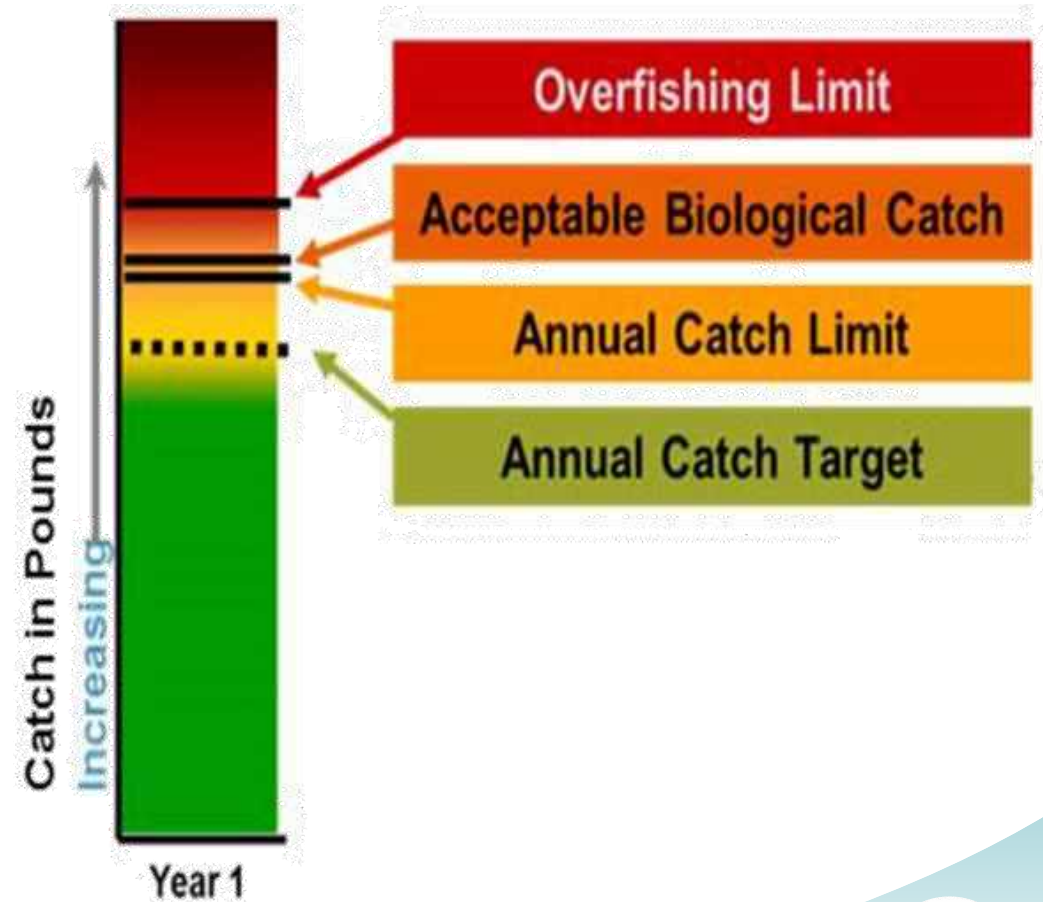 Overfishing Limit
Acceptable Biological Catch
Annual Catch Limit
Annual Catch Target
Catch in Pounds
Increasing
Year 1